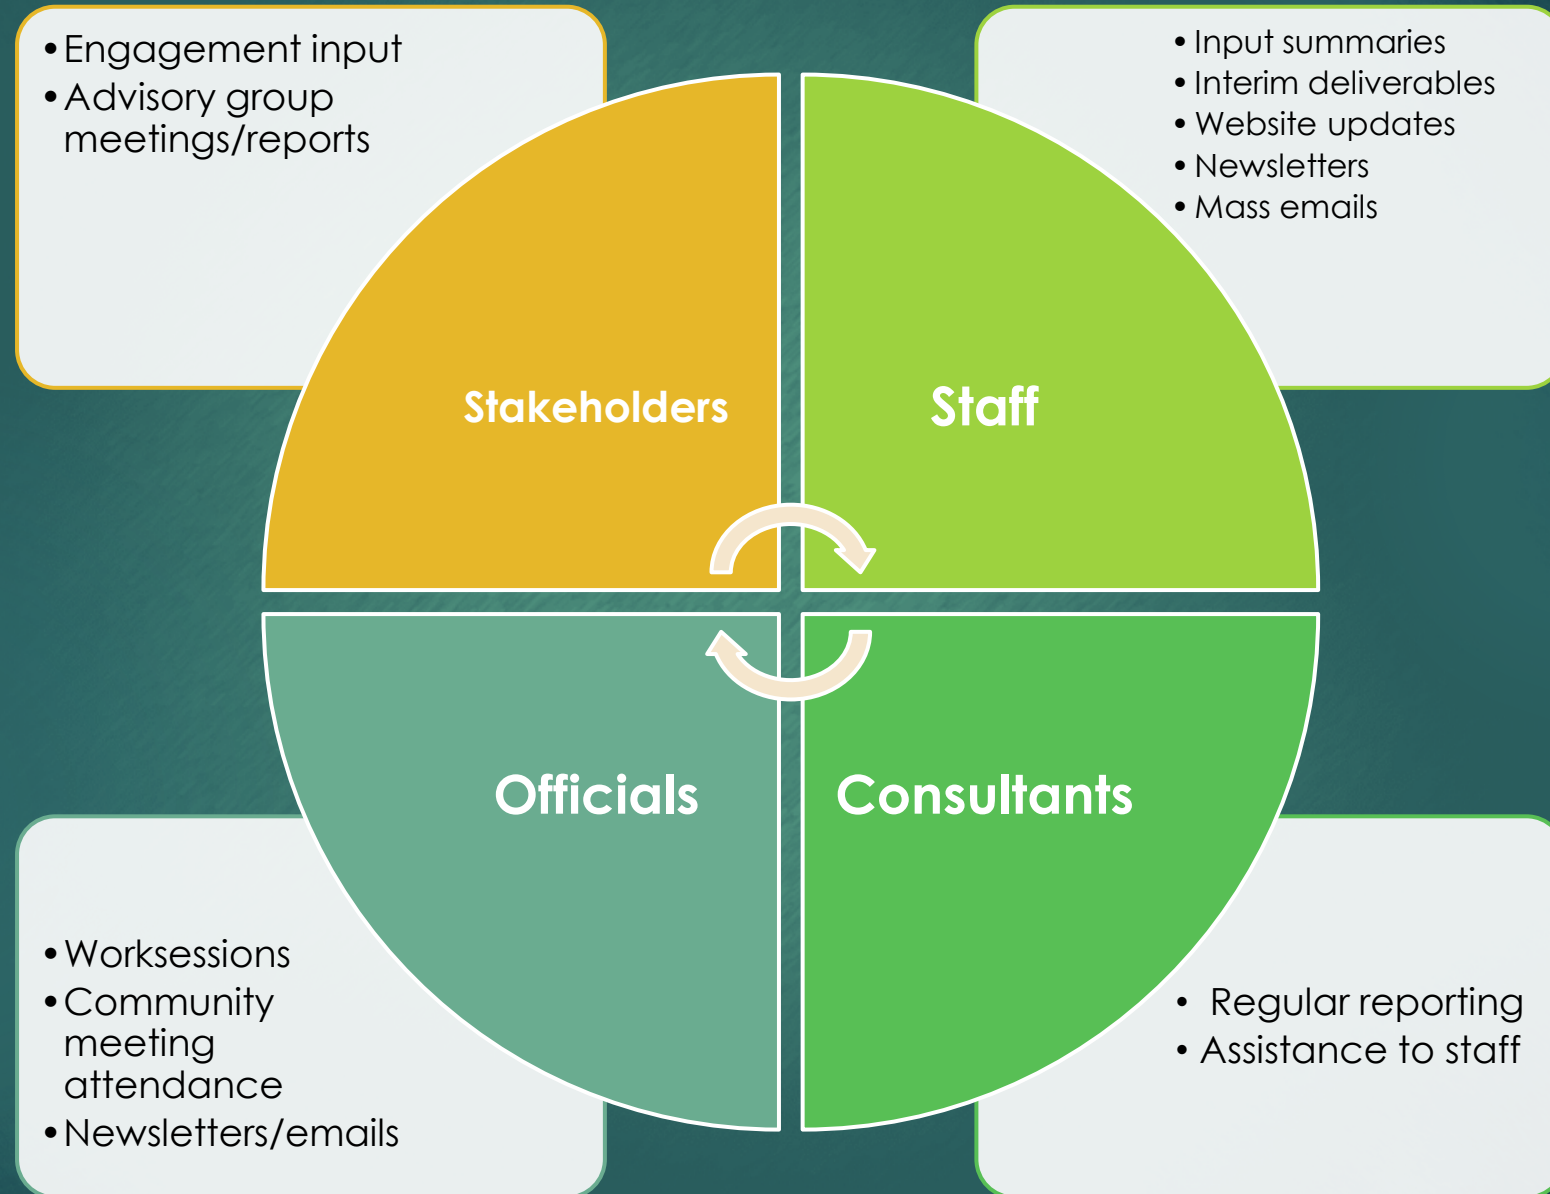 •Engagement input
•Advisory group
meetings/reports
Stakeholders
•Input summaries
•Interim deliverables
•Website updates
•Newsletters
•Mass emails
Staff
Officials
•Worksessions
•Community
meeting
attendance
•Newsletters/emails
Consultants
• Regular reporting
• Assistance to staff